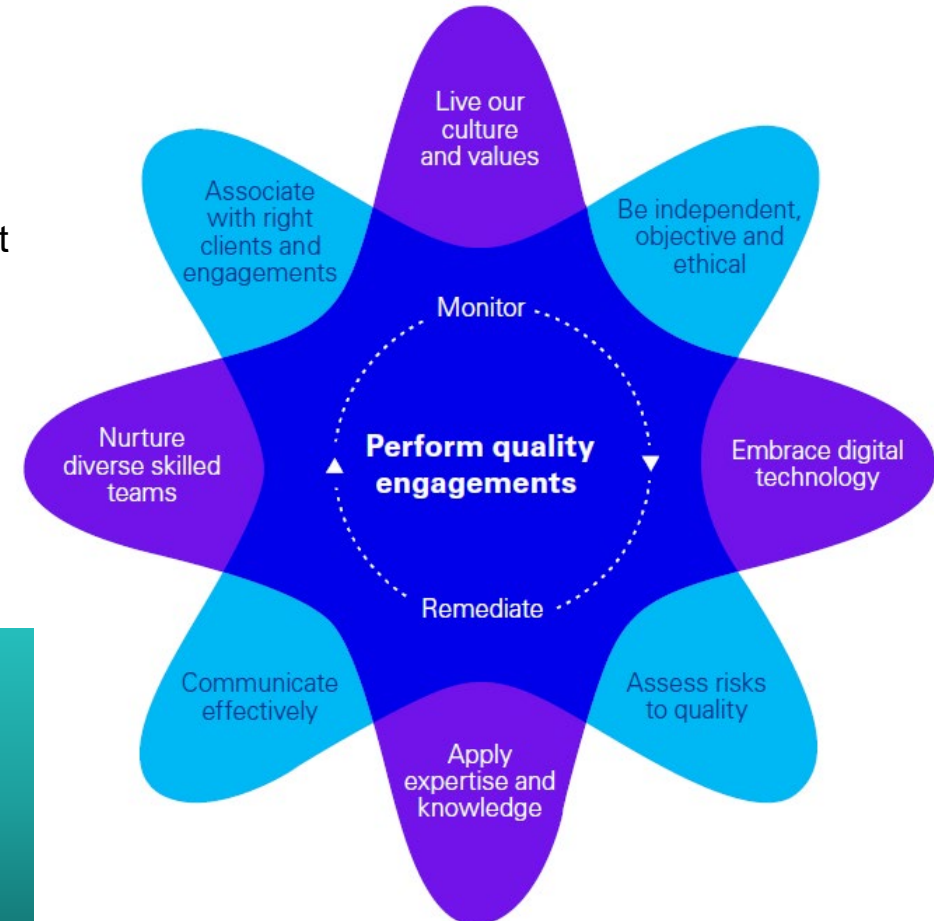 Live our
culture
and values
Associate
with right
clients and
engagements
Be independent,
objective and
ethical
t
Monitor
Nurture
diverse skilled
teams
Perform quality
engagements
Embrace digital
technology
Remediate
Communicate
effectively
Assess risks
to quality
Apply
expertise and
knowledge